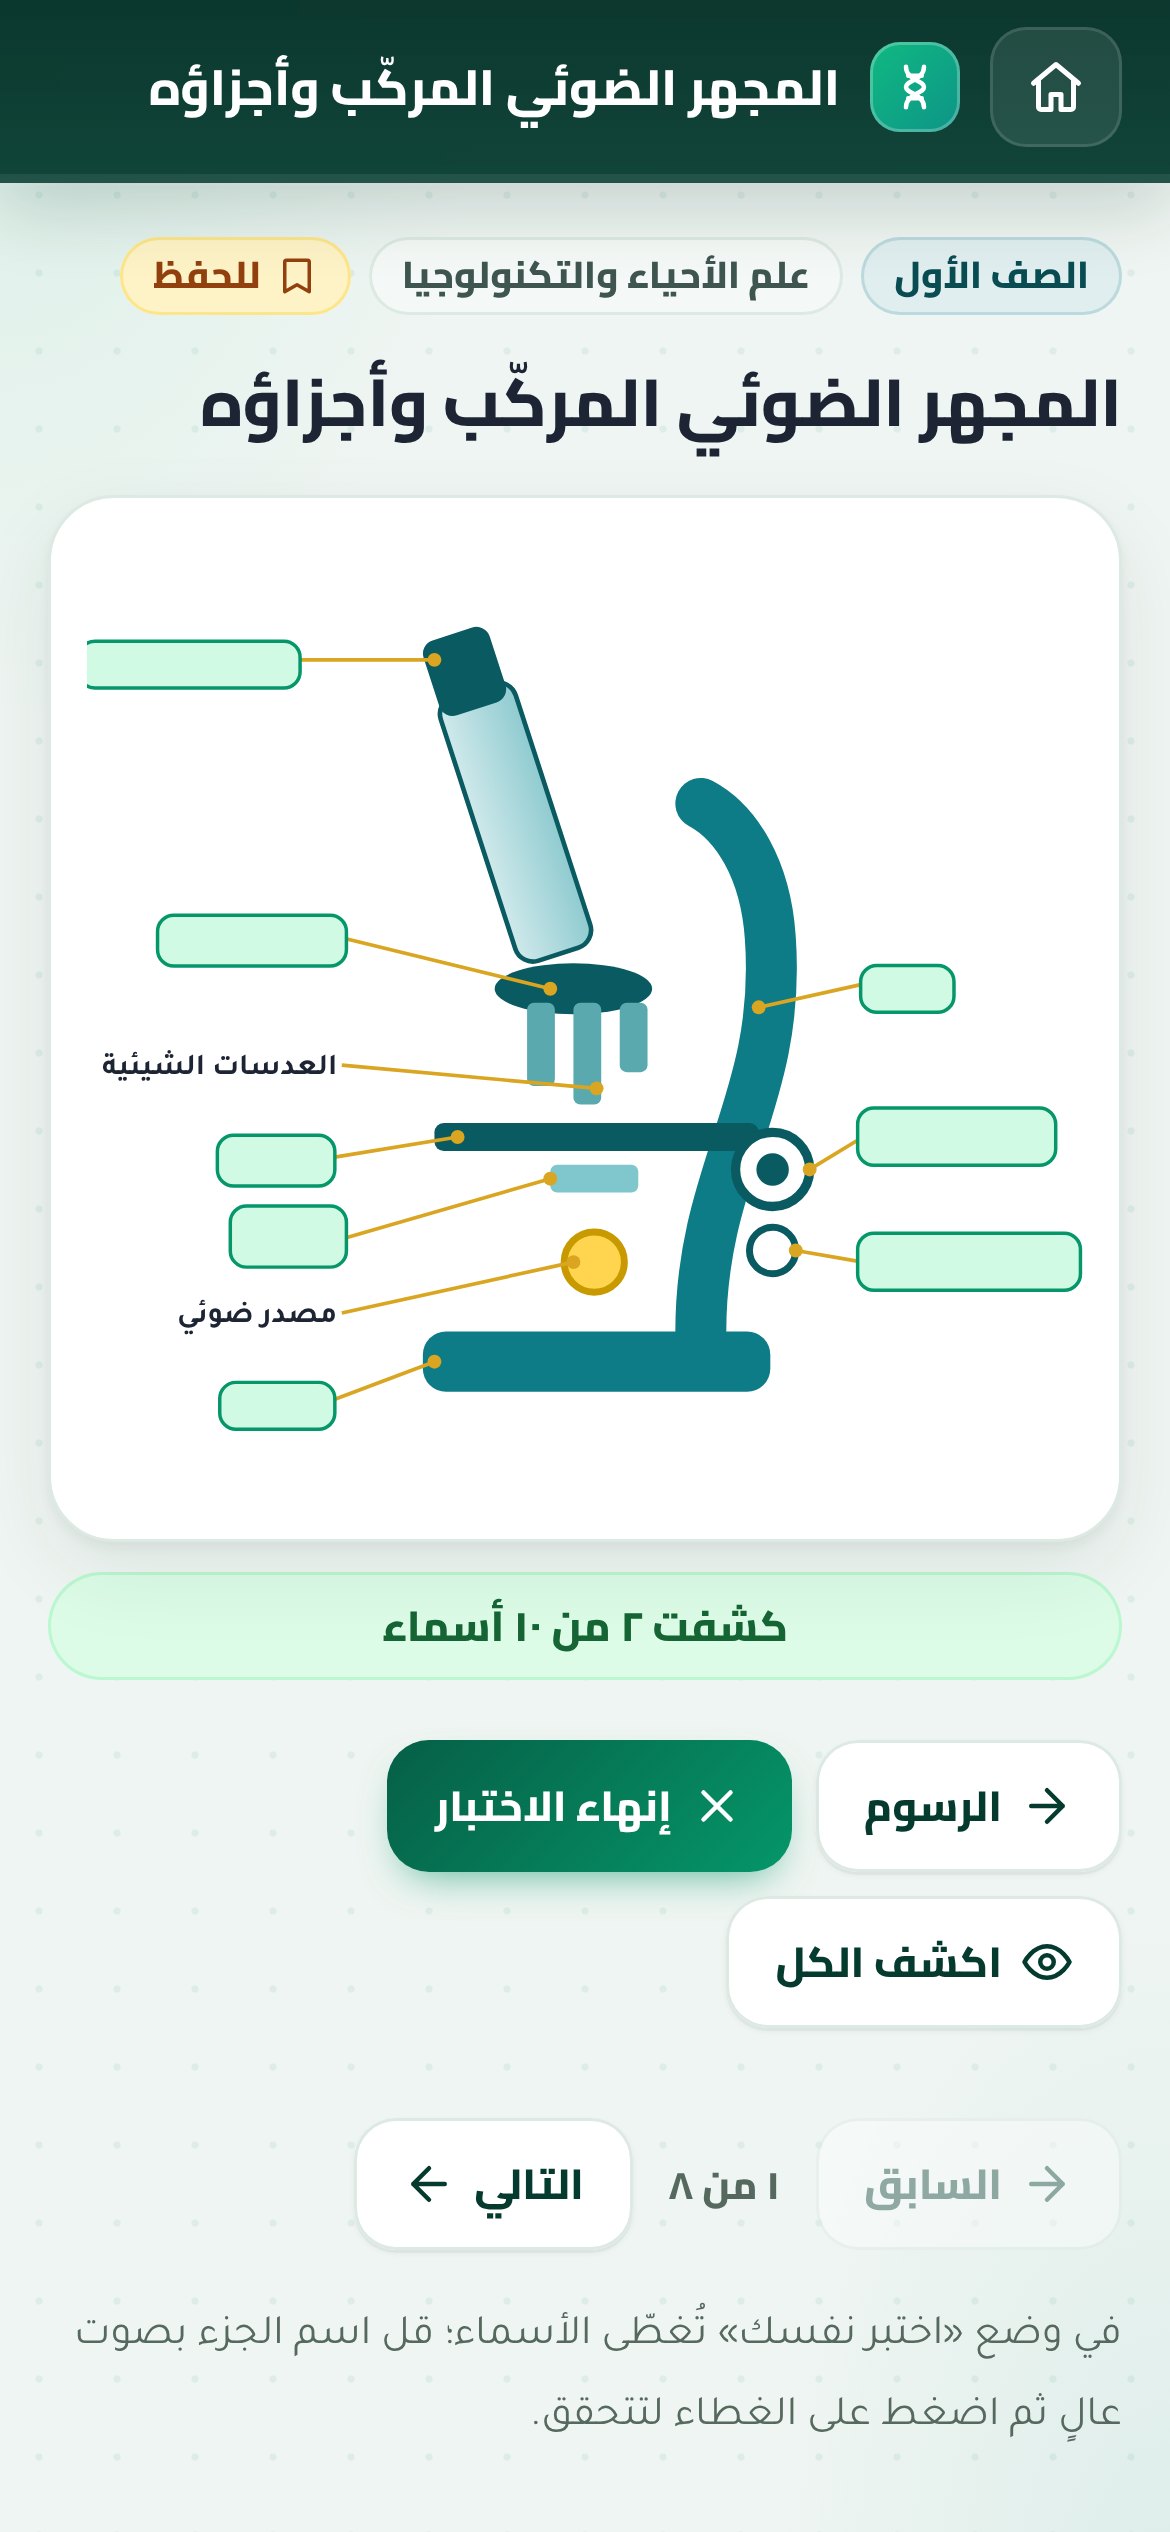 المجهر الضوئي المركّب وأجزاؤه
الصف الأول
علم الأحياء والتكنولوجيا
للحفظ
المجهر الضوئي المركّب وأجزاؤه
العدسات الشيئية
مصدر ضوئي
كشفت ٢ من ١٠ أسماء
الرسوم
إنهاء الاختبار
اكشف الكل
السابق
١ من ٨
التالي
في وضع «اختبر نفسك» تُغطّى الأسماء؛ قل اسم الجزء بصوت
عالٍ ثم اضغط على الغطاء لتتحقق.